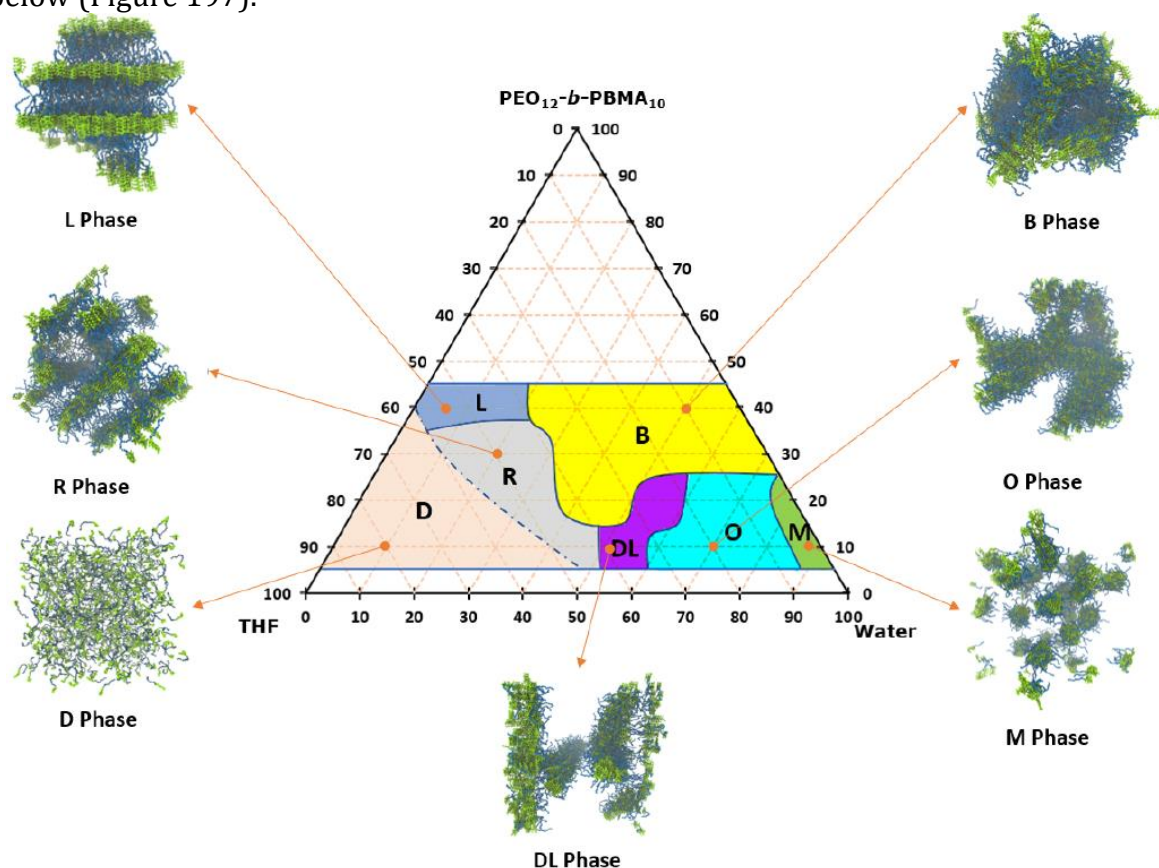 below (Figure 197).
PEO12-b-PBMA10
0 100
10 90
20 80
30 70
40 60
50 50
60 40
70 30
80 20
90 10
100 0
0 10 20 30 40 50 60 70 80 90 100
THF
Water
L
B
R
D
DL
O
M
L Phase
B Phase
R Phase
O Phase
D Phase
M Phase
DL Phase